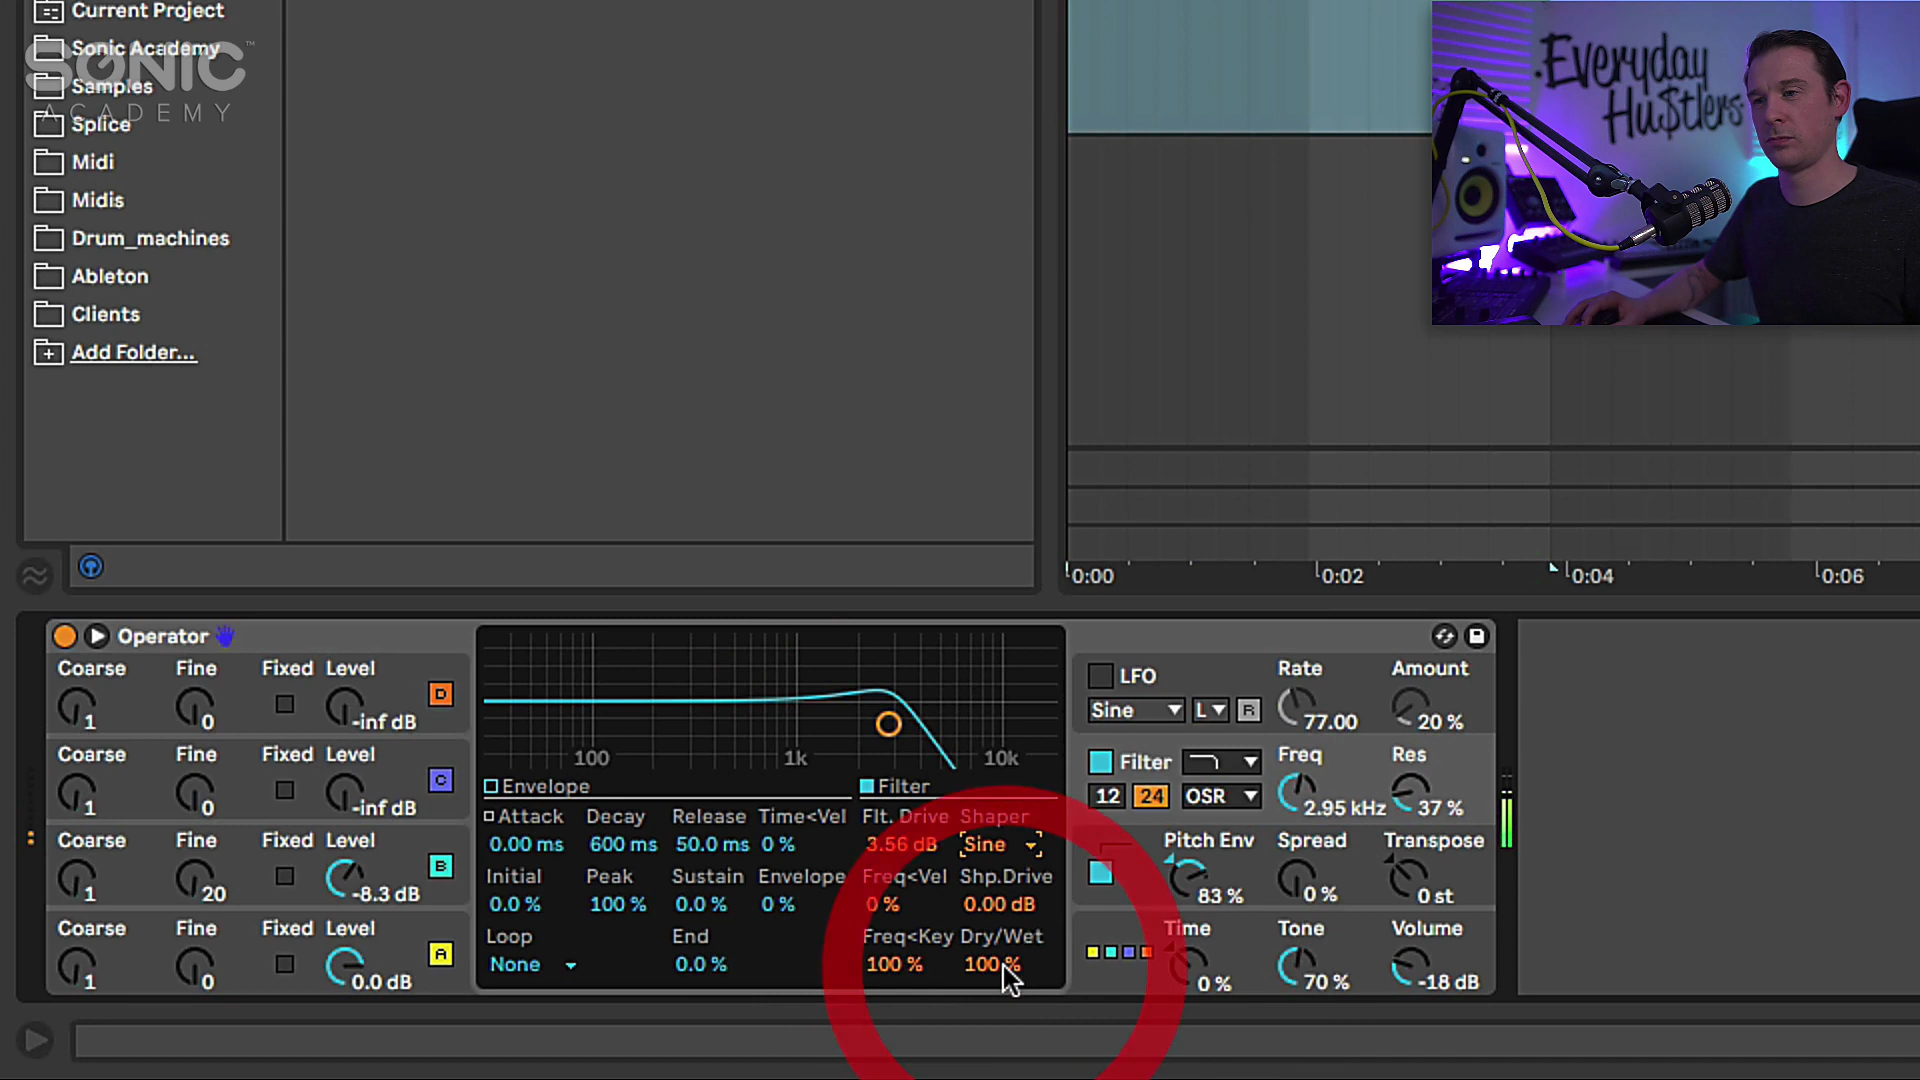 Current Project
Sonic Academy
SONIC
™
Samples
ACADEMY
Splice
Midi
Midis
Drum_machines
Ableton
Clients
Add Folder...
Everyday
Hu$tlers
0:00
0:02
0:04
0:06
Operator
Coarse Fine Fixed Level
1 0 -inf dB D
Coarse Fine Fixed Level
1 0 -inf dB C
Coarse Fine Fixed Level
1 20 -8.3 dB B
Coarse Fine Fixed Level
1 0 0.0 dB A
100 1k 10k
Envelope Filter
Attack Decay Release Time<Vel Flt. Drive Shaper
0.00 ms 600 ms 50.0 ms 0 % 3.56 dB Sine
Initial Peak Sustain Envelope Freq<Vel Shp.Drive
0.0 % 100 % 0.0 % 0 % 0 % 0.00 dB
Loop End Freq<Key Dry/Wet
None 0.0 % 100 % 100 %
LFO Rate Amount
Sine L R 77.00 20 %
Filter Freq Res
12 24 OSR 2.95 kHz 37 %
Pitch Env Spread Transpose
83 % 0 % 0 st
Time Tone Volume
0 % 70 % -18 dB